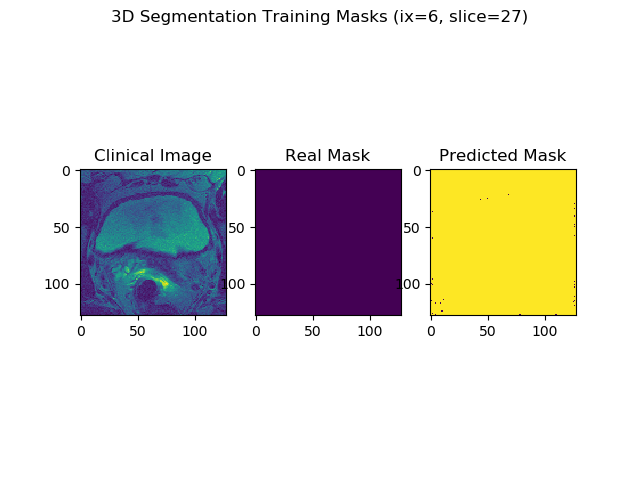 3D Segmentation Training Masks (ix=6, slice=27)
Clinical Image Real Mask Predicted Mask
0 0 0
50 50 50
100 100 100
0 50 100 0 50 100 0 50 100